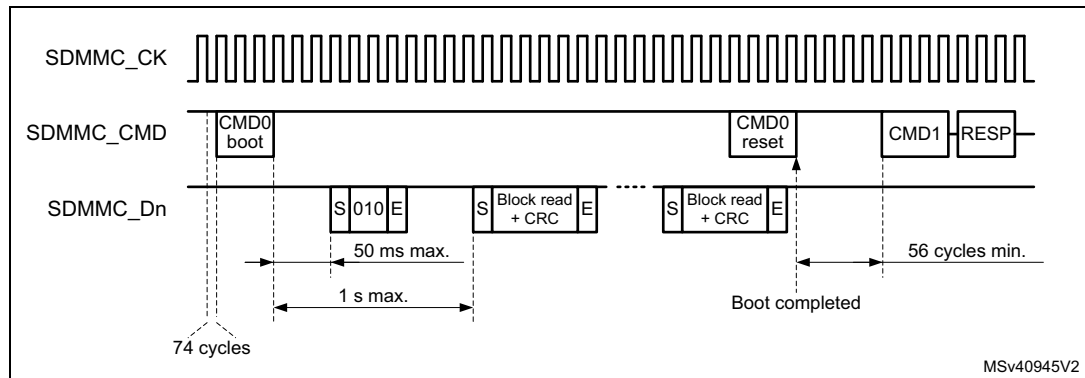 SDMMC_CK
SDMMC_CMD
CMD0
boot
CMD0
reset
CMD1
RESP
SDMMC_Dn
S
010
E
S
Block read
+ CRC
E
S
Block read
+ CRC
E
50 ms max.
56 cycles min.
1 s max.
Boot completed
74 cycles
MSv40945V2